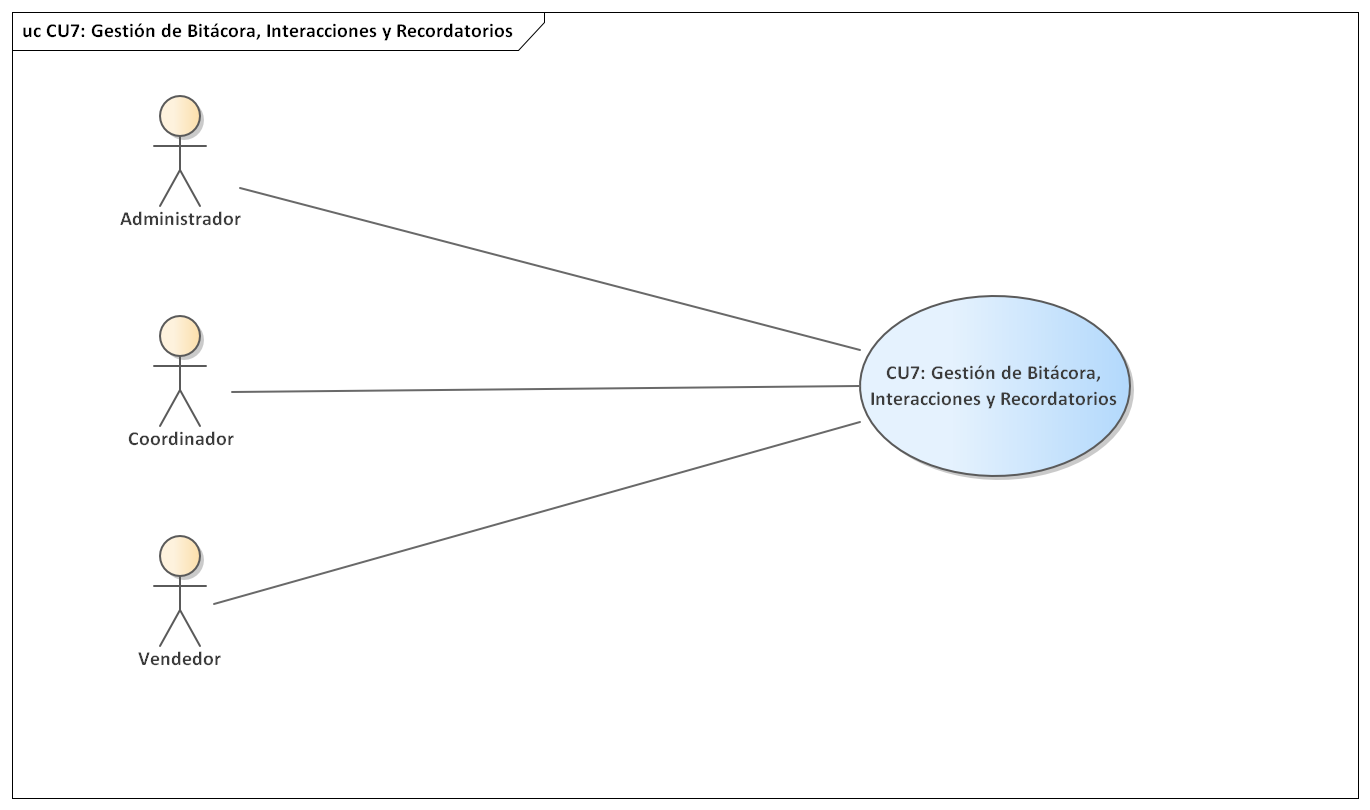 uc CU7: Gestión de Bitácora, Interacciones y Recordatorios
Administrador
Coordinador
CU7: Gestión de Bitácora,
Interacciones y Recordatorios
Vendedor